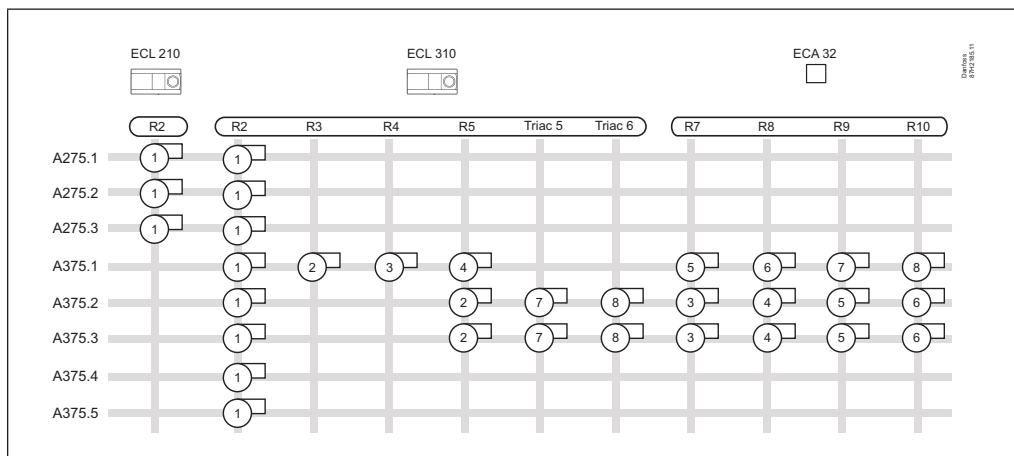 ECL 210 ECL 310 ECA 32
Danfoss
87H2185.11
R2 R2 R3 R4 R5 Triac 5 Triac 6 R7 R8 R9 R10
A275.1 1 1
A275.2 1 1
A275.3 1 1
A375.1 1 2 3 4 5 6 7 8
A375.2 1 2 7 8 3 4 5 6
A375.3 1 2 7 8 3 4 5 6
A375.4 1
A375.5 1